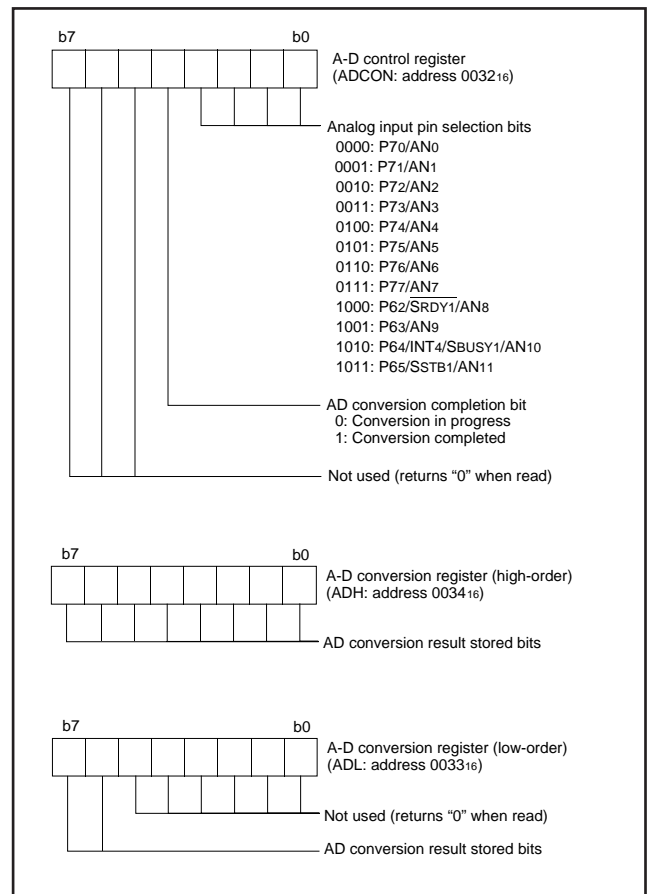 b7 b0
A-D control register
(ADCON: address 003216)
Analog input pin selection bits
0000: P70/AN0
0001: P71/AN1
0010: P72/AN2
0011: P73/AN3
0100: P74/AN4
0101: P75/AN5
0110: P76/AN6
0111: P77/AN7
1000: P62/SRDY1/AN8
1001: P63/AN9
1010: P64/INT4/SBUSY1/AN10
1011: P65/SSTB1/AN11
AD conversion completion bit
0: Conversion in progress
1: Conversion completed
Not used (returns “0” when read)
b7 b0
A-D conversion register (high-order)
(ADH: address 003416)
AD conversion result stored bits
b7 b0
A-D conversion register (low-order)
(ADL: address 003316)
Not used (returns “0” when read)
AD conversion result stored bits